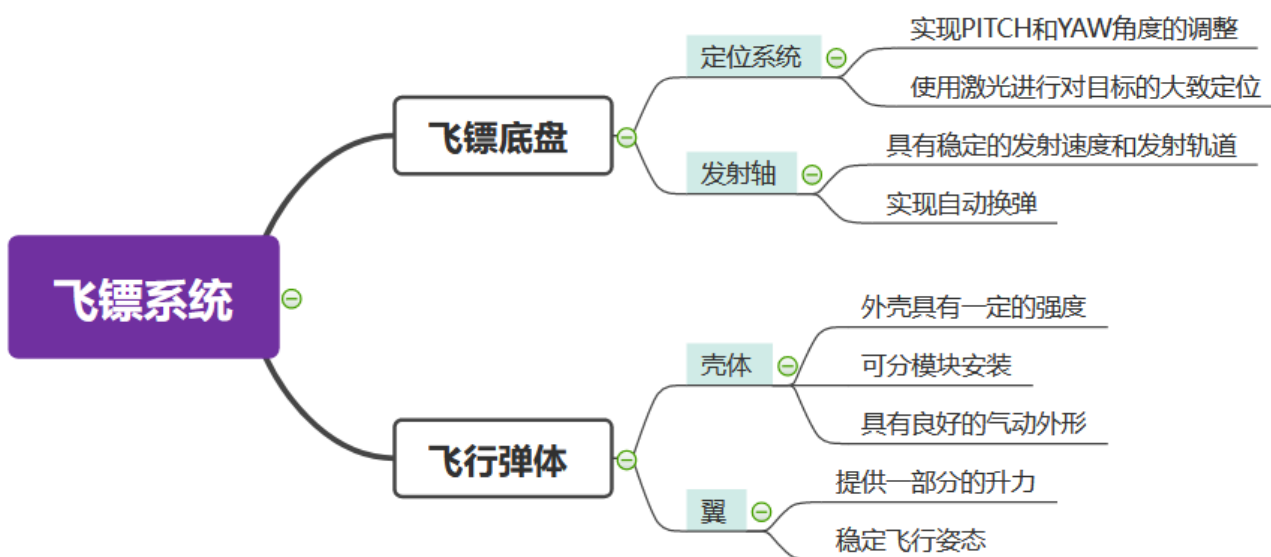 飞镖系统
飞镖底盘
定位系统
实现PITCH和YAW角度的调整
使用激光进行对目标的大致定位
发射轴
具有稳定的发射速度和发射轨道
实现自动换弹
飞行弹体
壳体
外壳具有一定的强度
可分模块安装
具有良好的气动外形
翼
提供一部分的升力
稳定飞行姿态